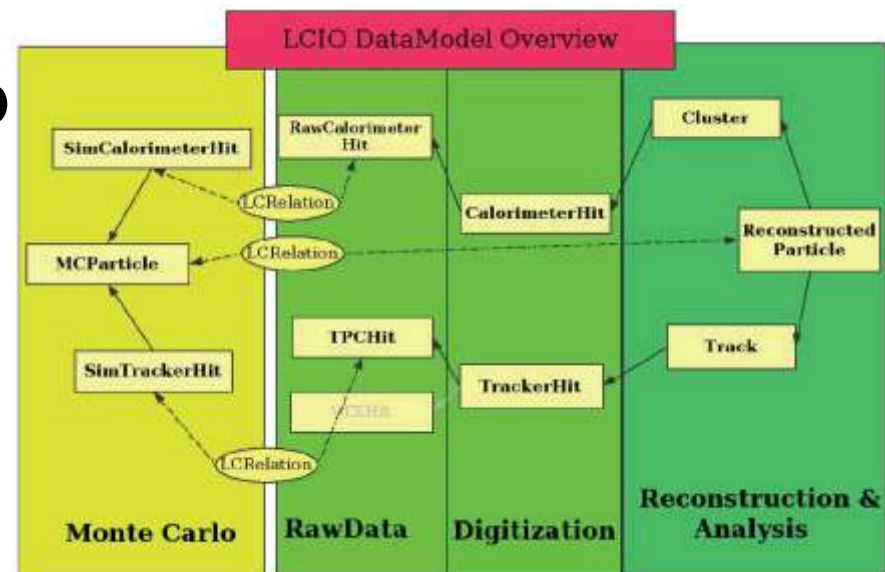 LCIO DataModel Overview
SimCalorimeterHit
RawCalorimeter
Hit
Cluster
LCRelation
CalorimeterHit
MCParticle
LCRelation
Reconstructed
Particle
TPCHit
Track
SimTrackerHit
TrackerHit
LCRelation
Monte Carlo
RawData
Digitization
Reconstruction &
Analysis